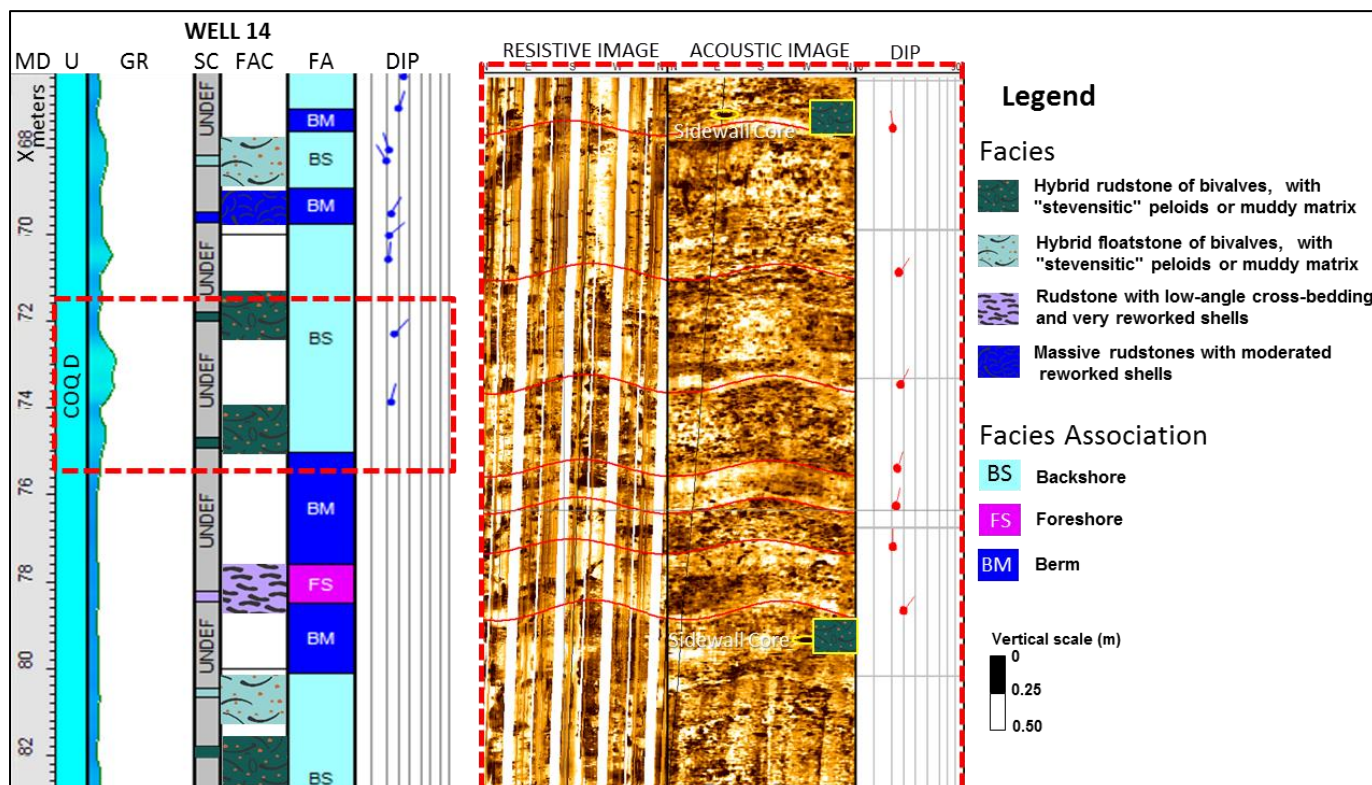 WELL 14
MD U GR SC FAC FA DIP
RESISTIVE IMAGE ACOUSTIC IMAGE DIP
E S W N E S W N
X68
meters
70
72
74
76
78
80
82
COQ D
UNDEF
UNDEF
UNDEF
UNDEF
UNDEF
BM
BS
BM
BS
BM
FS
BM
BS
Sidewall Core
Sidewall Core
Legend
Facies
Hybrid rudstone of bivalves, with
"stevensitic" peloids or muddy matrix
Hybrid floatstone of bivalves, with
"stevensitic" peloids or muddy matrix
Rudstone with low-angle cross-bedding
and very reworked shells
Massive rudstones with moderated
reworked shells
Facies Association
BS Backshore
FS Foreshore
BM Berm
Vertical scale (m)
0
0.25
0.50